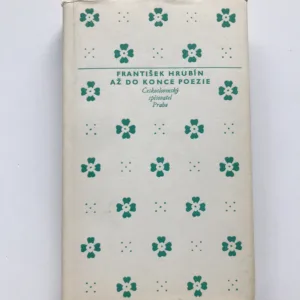 FRANTIŠEK HRUBÍN
AŽ DO KONCE POEZIE
Československý
spisovatel
Praha